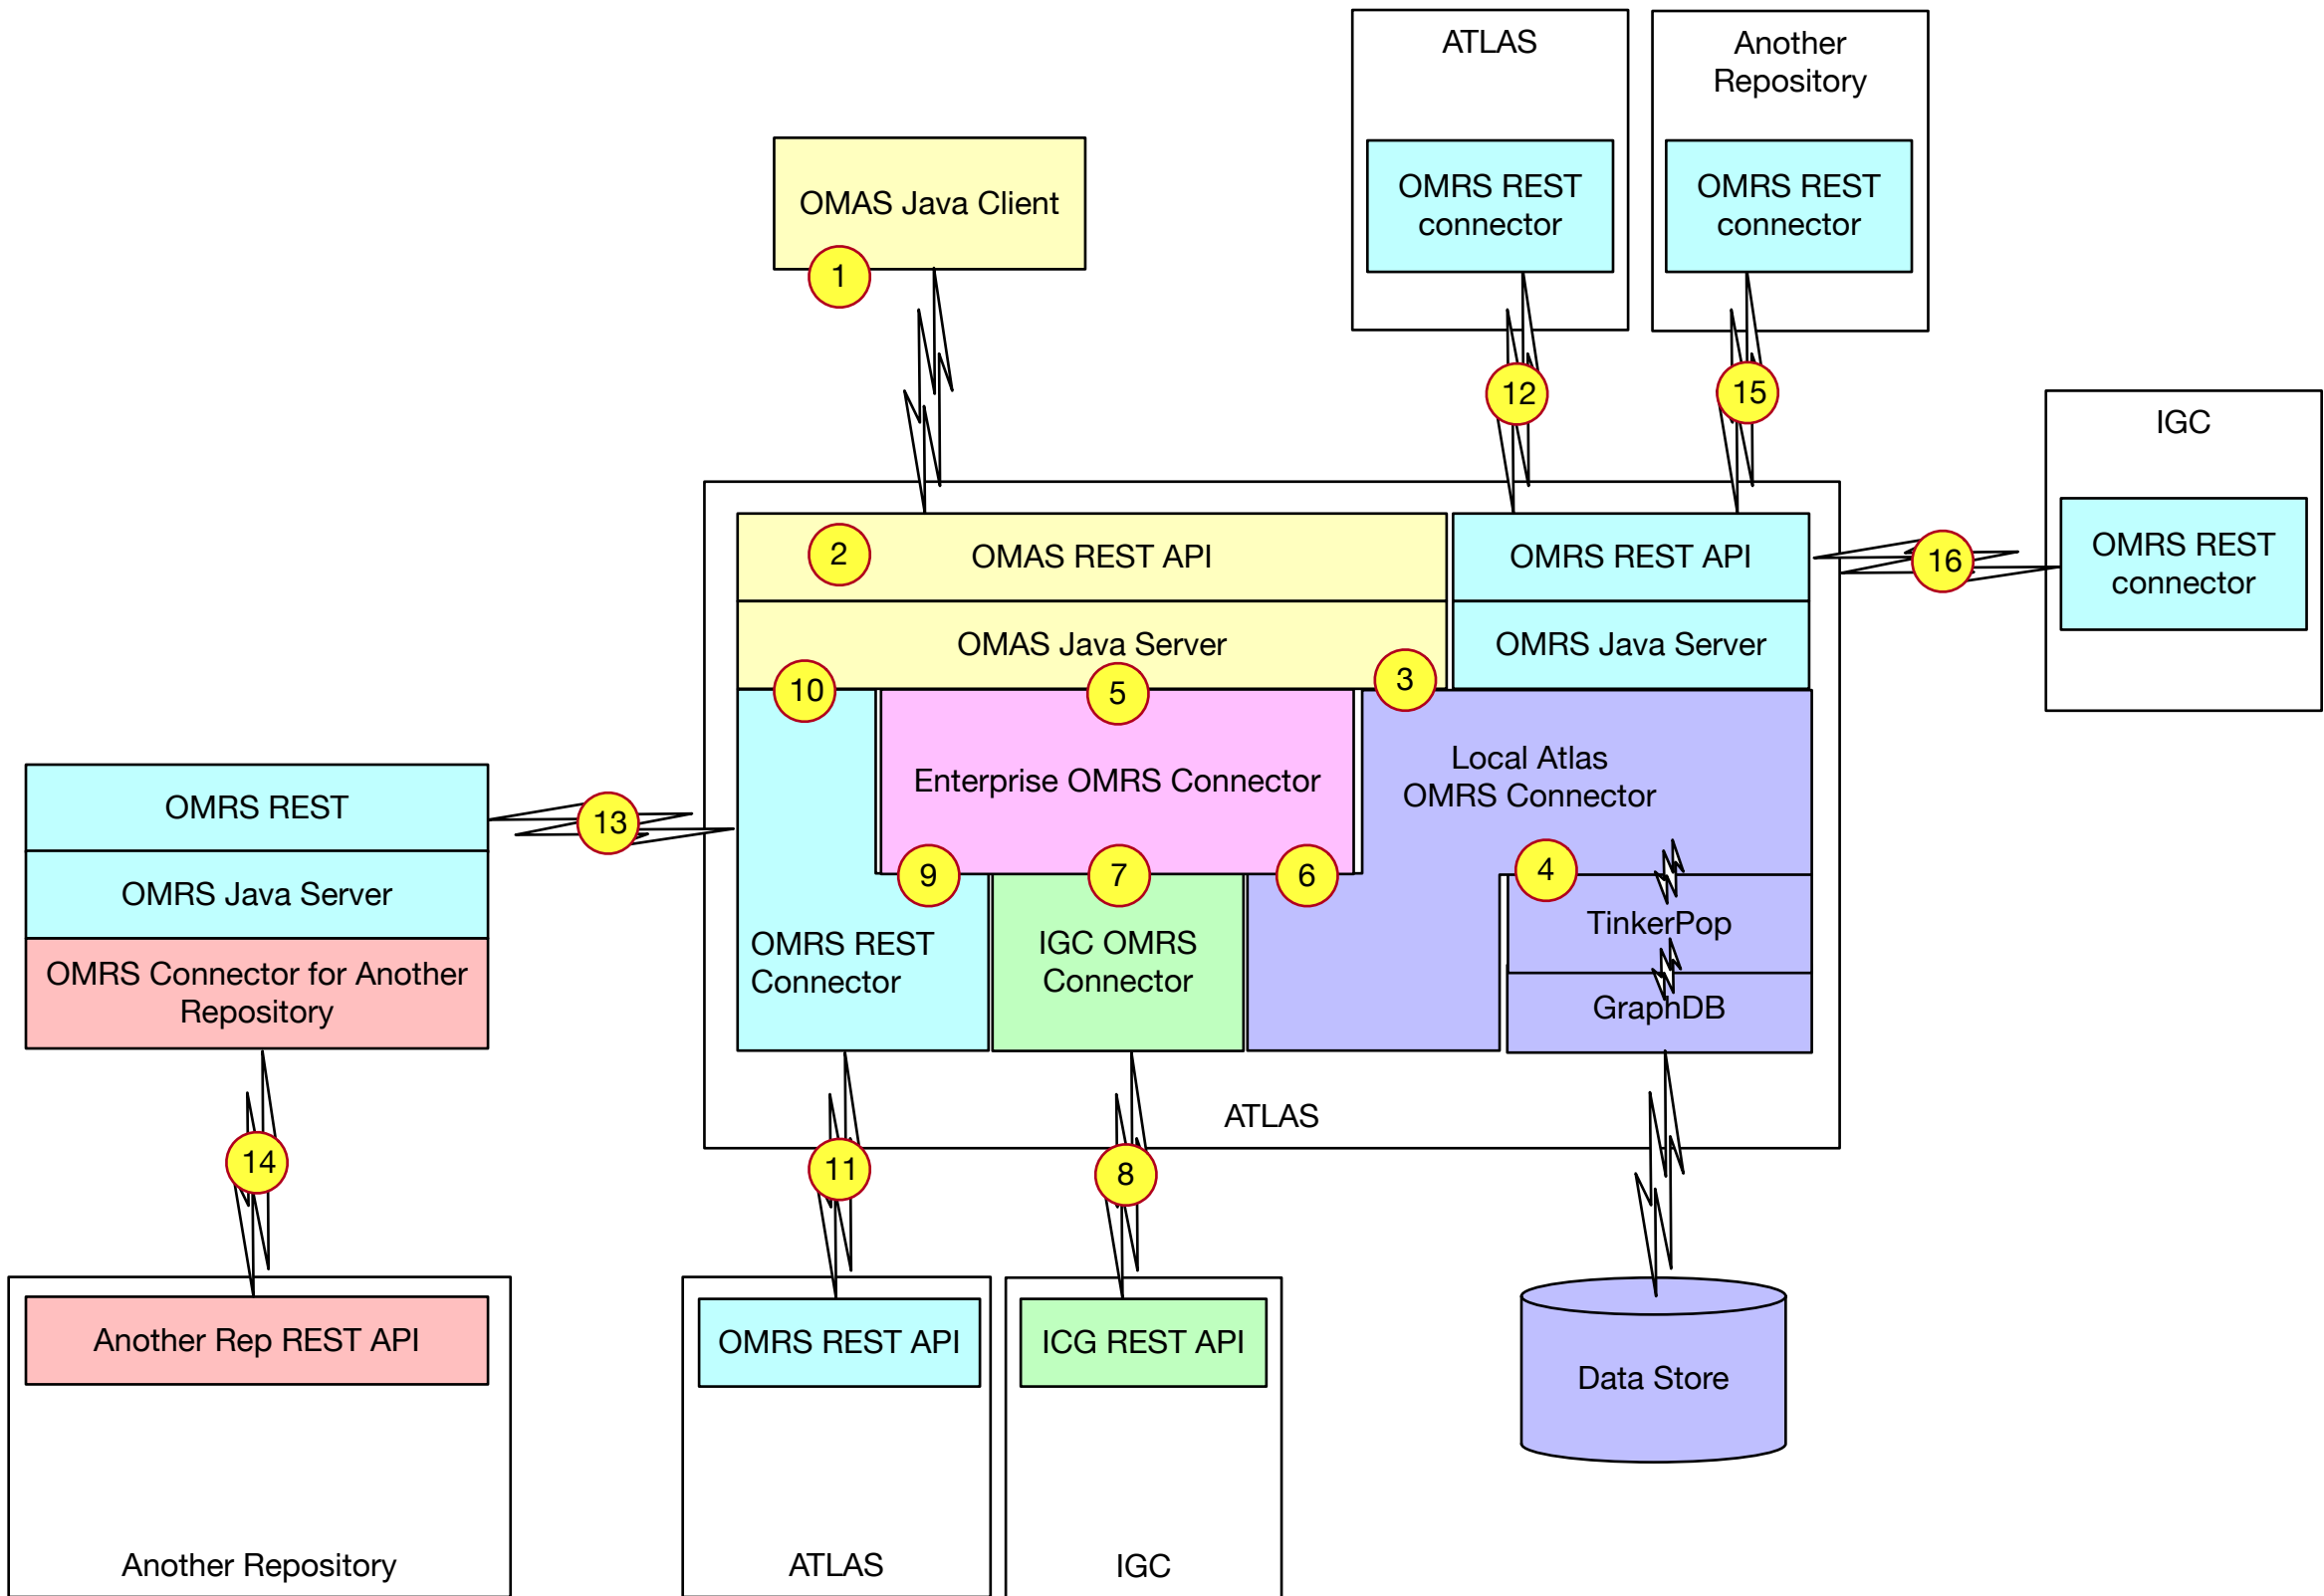 ATLAS
Another
Repository
OMRS REST
connector
OMRS REST
connector
OMAS Java Client
1
12
15
IGC
OMRS REST
connector
16
2
OMAS REST API
OMRS REST API
OMAS Java Server
OMRS Java Server
10
5
3
Enterprise OMRS Connector
Local Atlas
OMRS Connector
OMRS REST
OMRS Java Server
OMRS Connector for Another
Repository
13
9
7
6
4
OMRS REST
Connector
IGC OMRS
Connector
TinkerPop
GraphDB
ATLAS
14
11
8
Another Rep REST API
Another Repository
OMRS REST API
ATLAS
ICG REST API
IGC
Data Store